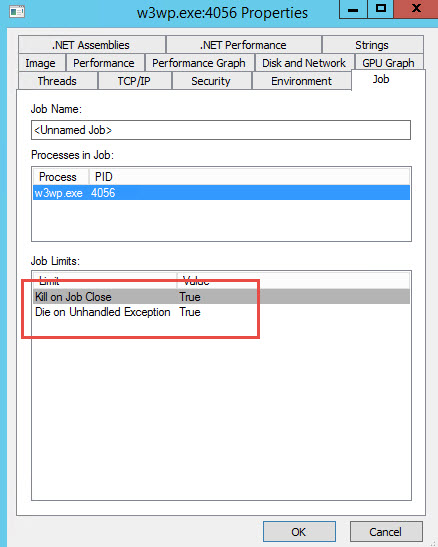 w3wp.exe:4056 Properties
.NET Assemblies .NET Performance Strings
Image Performance Performance Graph Disk and Network GPU Graph
Threads TCP/IP Security Environment Job
Job Name:
<Unnamed Job>
Processes in Job:
Process PID
w3wp.exe 4056
Job Limits:
Limit Value
Kill on Job Close True
Die on Unhandled Exception True
OK Cancel